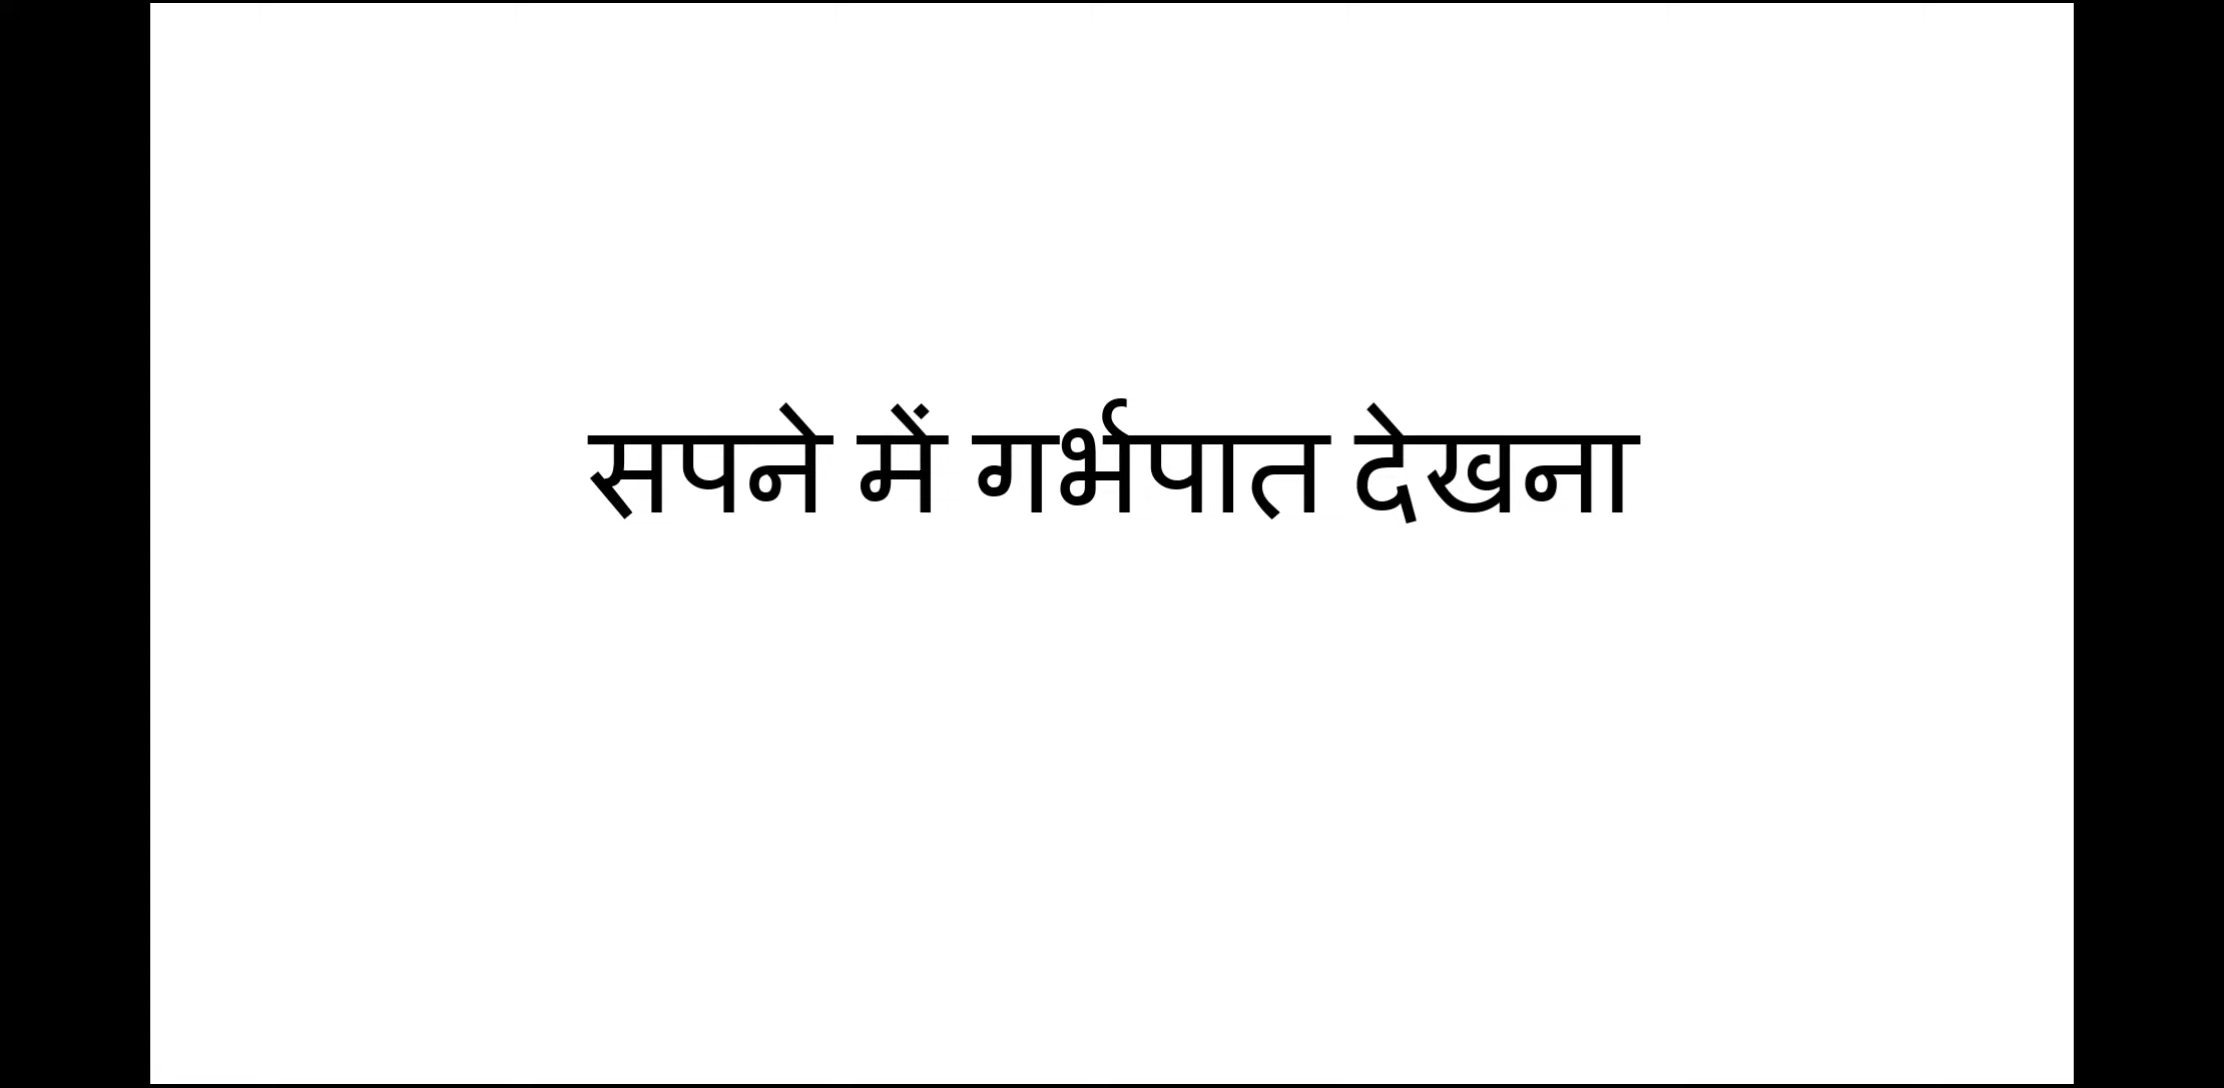 सपने में गर्भपात देखना